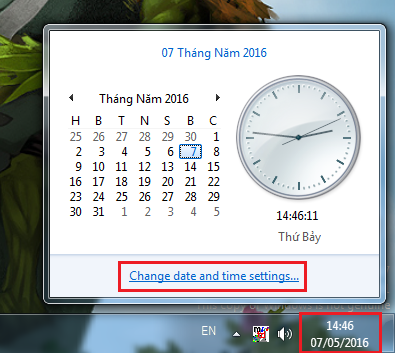 07 Tháng Năm 2016
Tháng Năm 2016
H B T N S B C
25 26 27 28 29 30 1
2 3 4 5 6 7 8
9 10 11 12 13 14 15
16 17 18 19 20 21 22
23 24 25 26 27 28 29
30 31 1 2 3 4 5
14:46:11
Thứ Bảy
Change date and time settings...
EN
14:46
07/05/2016